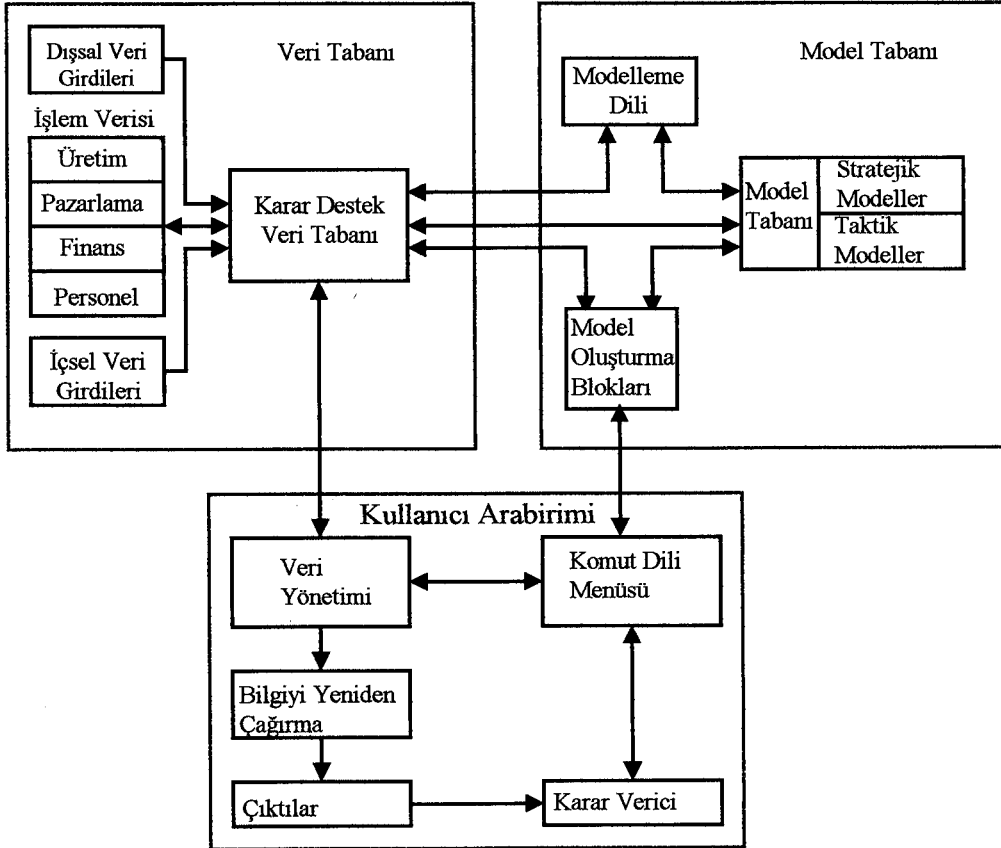 Veri Tabanı
Dışsal Veri
Girdileri
İşlem Verisi
Üretim
Pazarlama
Finans
Personel
İçsel Veri
Girdileri
Karar Destek
Veri Tabanı
Model Tabanı
Modelleme
Dili
Model
Tabanı
Stratejik
Modeller
Taktik
Modeller
Model
Oluşturma
Blokları
Kullanıcı Arabirimi
Veri
Yönetimi
Komut Dili
Menüsü
Bilgiyi Yeniden
Çağırma
Çıktılar
Karar Verici